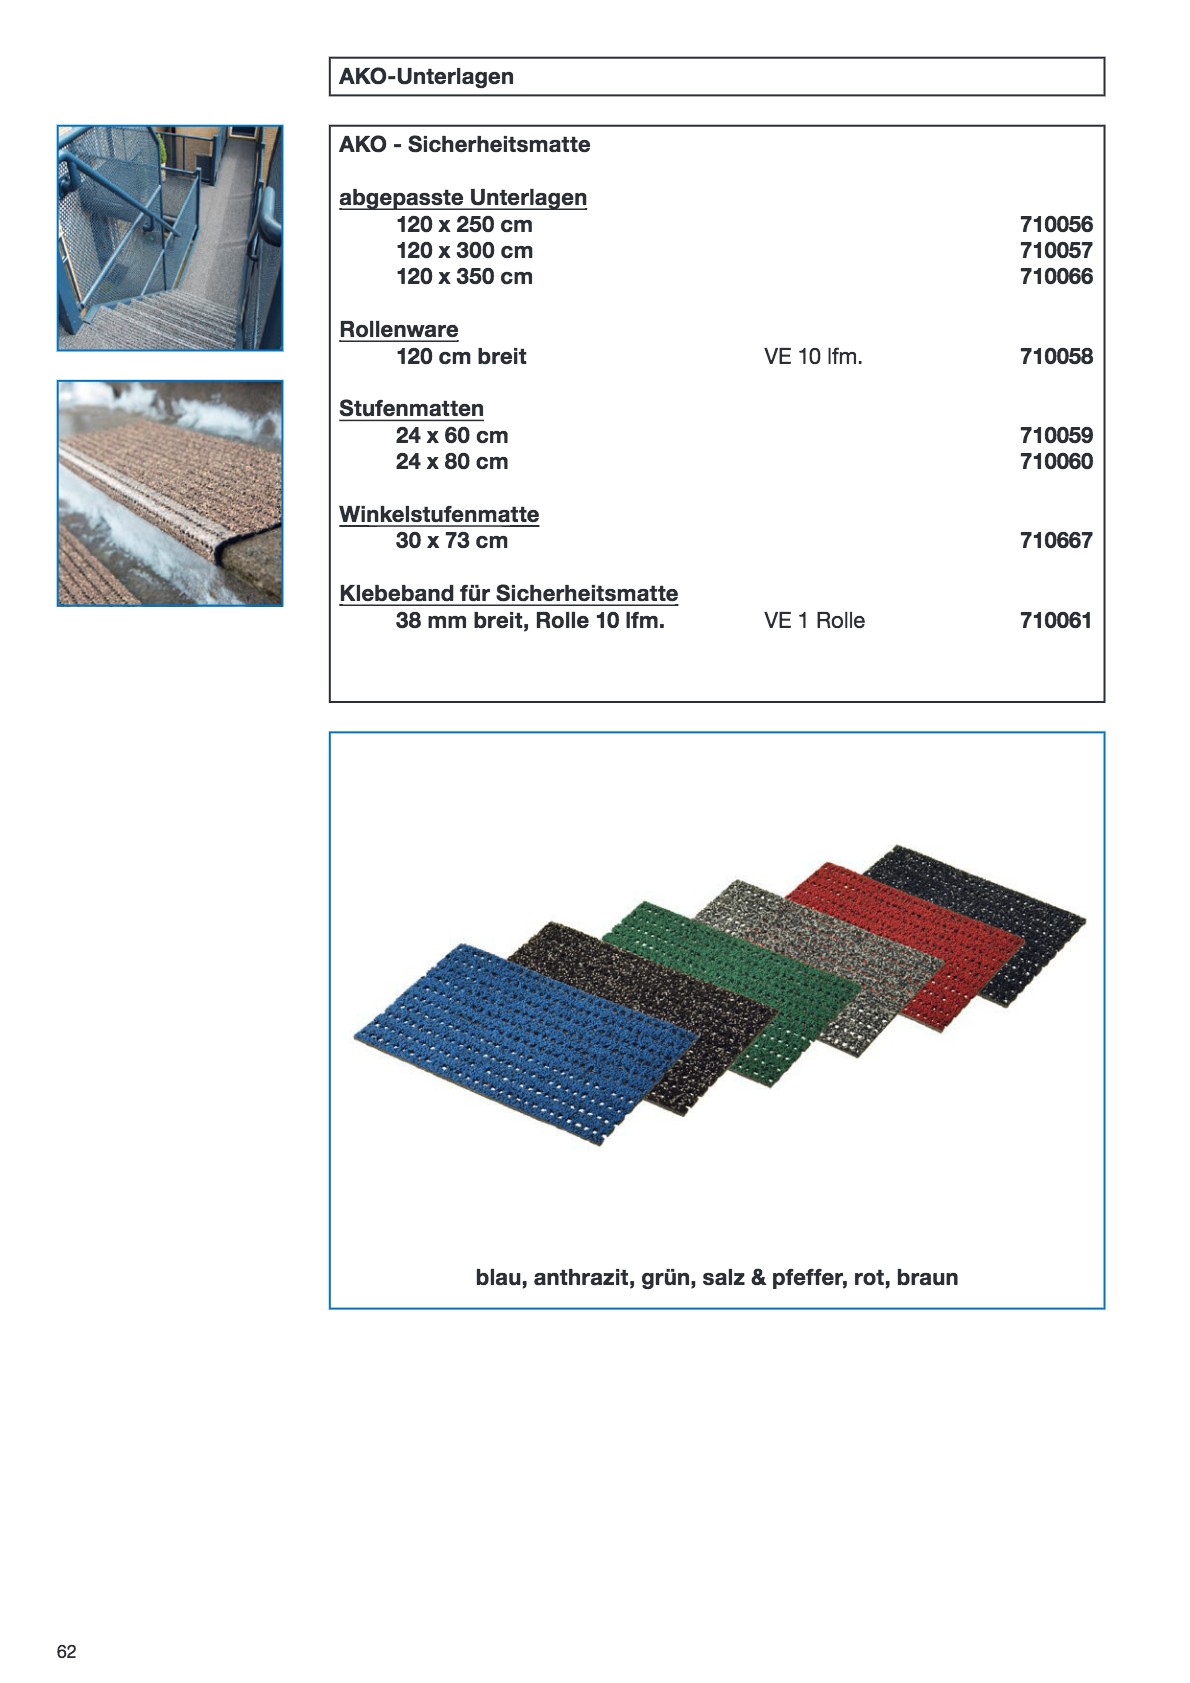 AKO-Unterlagen
AKO - Sicherheitsmatte
abgepasste Unterlagen
120 x 250 cm 710056
120 x 300 cm 710057
120 x 350 cm 710066
Rollenware
120 cm breit VE 10 lfm. 710058
Stufenmatten
24 x 60 cm 710059
24 x 80 cm 710060
Winkelstufenmatte
30 x 73 cm 710667
Klebeband für Sicherheitsmatte
38 mm breit, Rolle 10 lfm. VE 1 Rolle 710061
blau, anthrazit, grün, salz & pfeffer, rot, braun
62